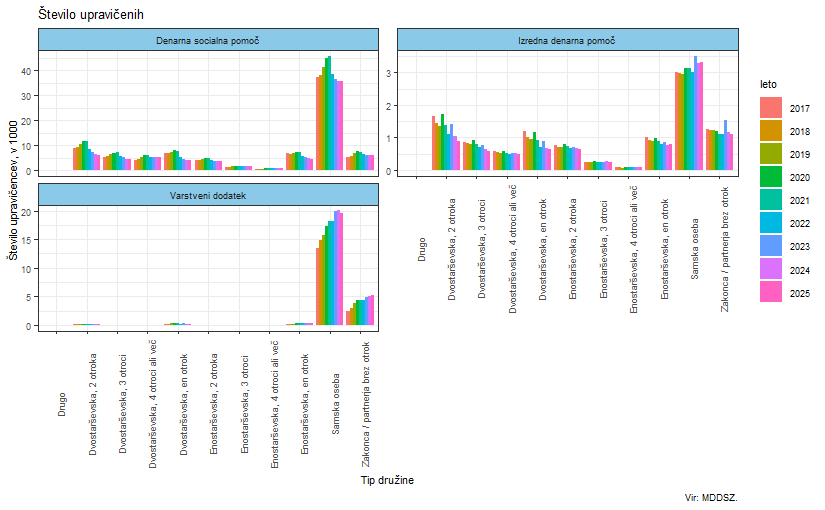 Število upravičenih
Denarna socialna pomoč
Izredna denarna pomoč
40
30
20
10
0
3
2
1
0
Varstveni dodatek
20
15
10
5
0
Število upravičencev, v 1000
Drugo
Dvostarševska, 2 otroka
Dvostarševska, 3 otroci
Dvostarševska, 4 otroci ali več
Dvostarševska, en otrok
Enostarševska, 2 otroka
Enostarševska, 3 otroci
Enostarševska, 4 otroci ali več
Enostarševska, en otrok
Samska oseba
Zakonca / partnerja brez otrok
Drugo
Dvostarševska, 2 otroka
Dvostarševska, 3 otroci
Dvostarševska, 4 otroci ali več
Dvostarševska, en otrok
Enostarševska, 2 otroka
Enostarševska, 3 otroci
Enostarševska, 4 otroci ali več
Enostarševska, en otrok
Samska oseba
Zakonca / partnerja brez otrok
Tip družine
leto
2017
2018
2019
2020
2021
2022
2023
2024
2025
Vir: MDDSZ.